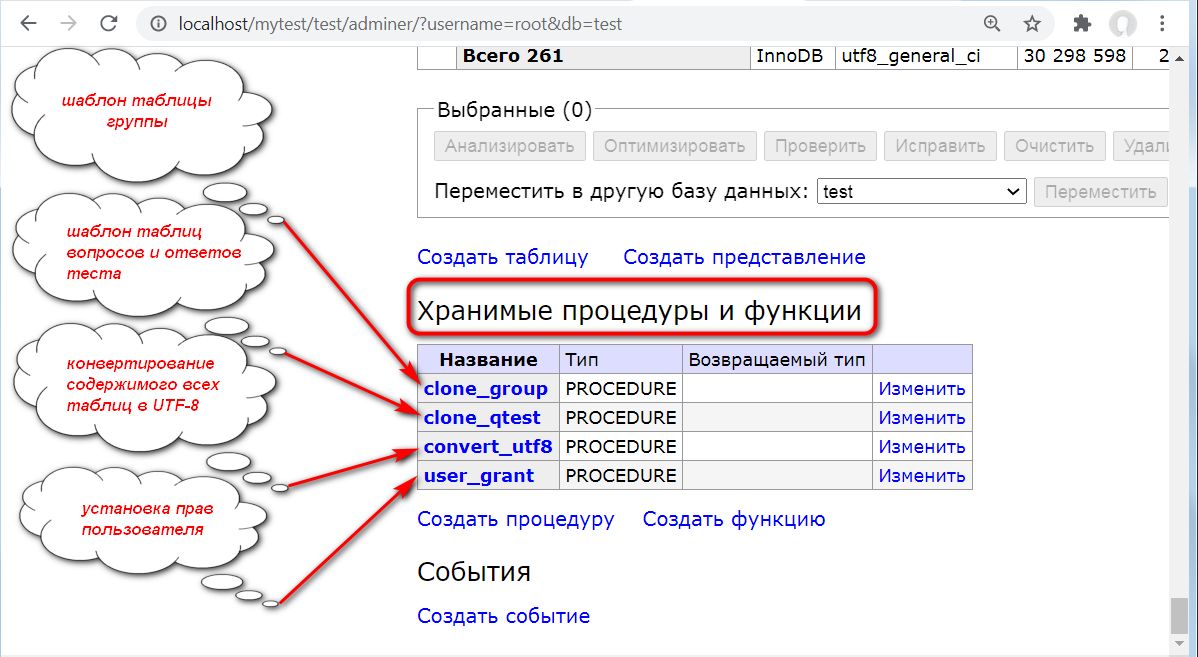 localhost/mytest/test/adminer/?username=root&db=test
Всего 261 InnoDB utf8_general_ci 30 298 598 2
Выбранные (0)
Анализировать Оптимизировать Проверить Исправить Очистить Удали
Переместить в другую базу данных: test Переместить
Создать таблицу Создать представление
Хранимые процедуры и функции
Название Тип Возвращаемый тип
clone_group PROCEDURE Изменить
clone_qtest PROCEDURE Изменить
convert_utf8 PROCEDURE Изменить
user_grant PROCEDURE Изменить
Создать процедуру Создать функцию
События
Создать событие
шаблон таблицы
группы
шаблон таблиц
вопросов и ответов
теста
конвертирование
содержимого всех
таблиц в UTF-8
установка прав
пользователя